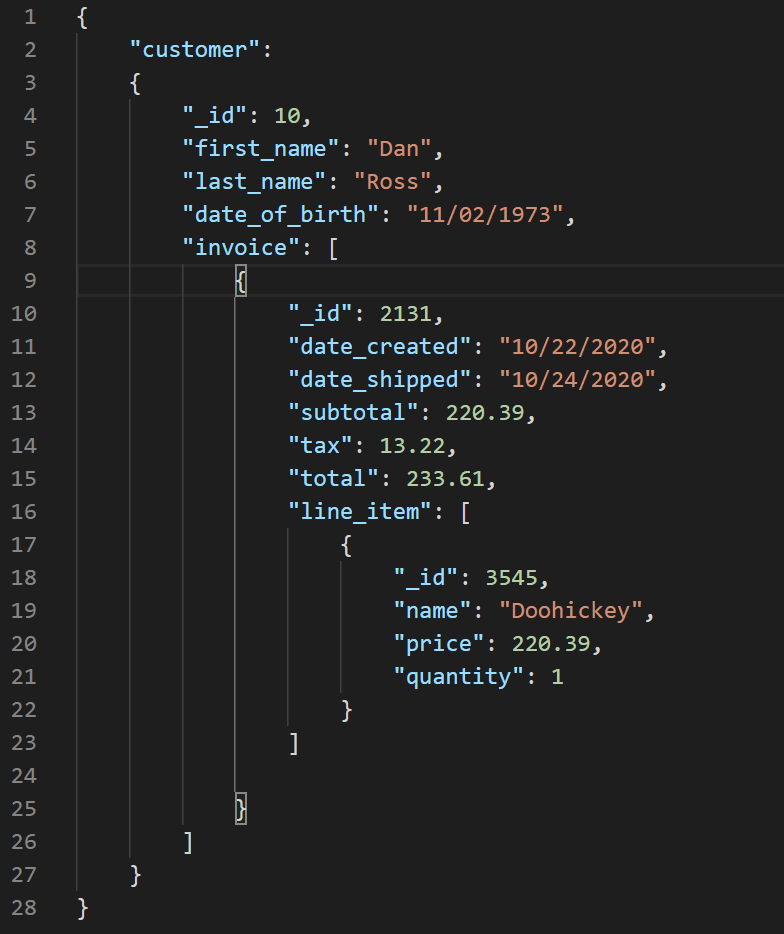 1 {
2     "customer":
3     {
4         "_id": 10,
5         "first_name": "Dan",
6         "last_name": "Ross",
7         "date_of_birth": "11/02/1973",
8         "invoice": [
9             {
10                 "_id": 2131,
11                 "date_created": "10/22/2020",
12                 "date_shipped": "10/24/2020",
13                 "subtotal": 220.39,
14                 "tax": 13.22,
15                 "total": 233.61,
16                 "line_item": [
17                     {
18                         "_id": 3545,
19                         "name": "Doohickey",
20                         "price": 220.39,
21                         "quantity": 1
22                     }
23                 ]
24
25             }
26         ]
27     }
28 }